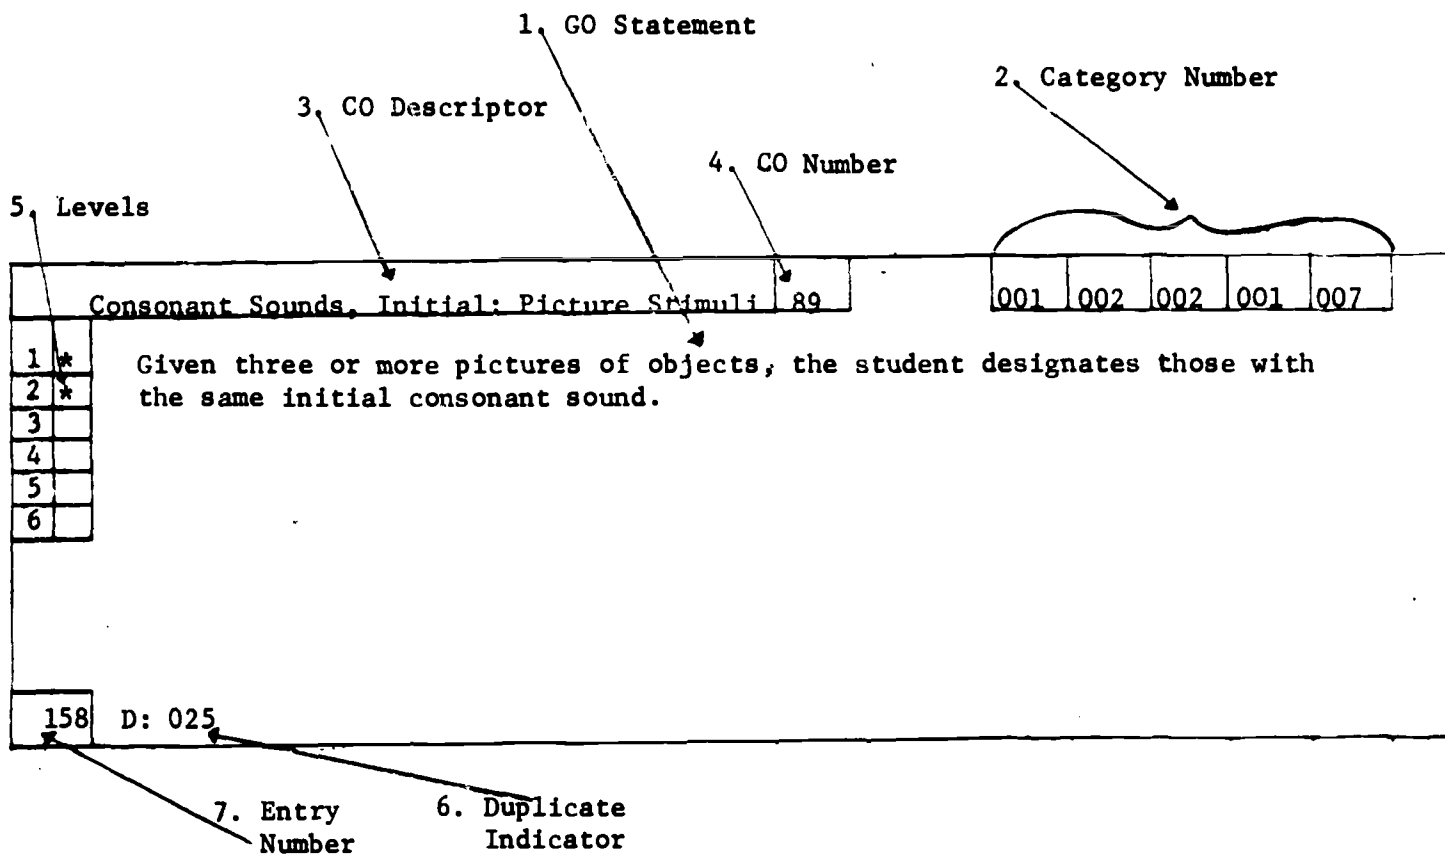 1. GO Statement
2. Category Number
3. CO Descriptor
4. CO Number
5. Levels
Consonant Sounds, Initial: Picture Stimuli 89 001 002 002 001 007
1 * Given three or more pictures of objects, the student designates those with
2 * the same initial consonant sound.
3
4
5
6
158 D: 025
7. Entry
Number
6. Duplicate
Indicator